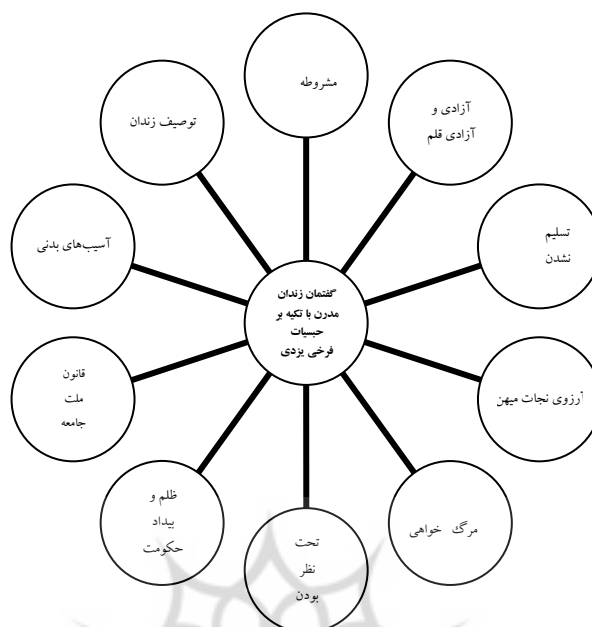 مشروطه
آزادی و
آزادی قلم
تسلیم
نشدن
آرزوی نجات میهن
مرگ خواهی
تحت
نظر
بودن
ظلم و
بیداد
حکومت
قانون
ملت
جامعه
آسیب‌های بدنی
توصیف زندان
گفتمان زندان
مدرن با تکیه بر
حبسیات
فرخی یزدی